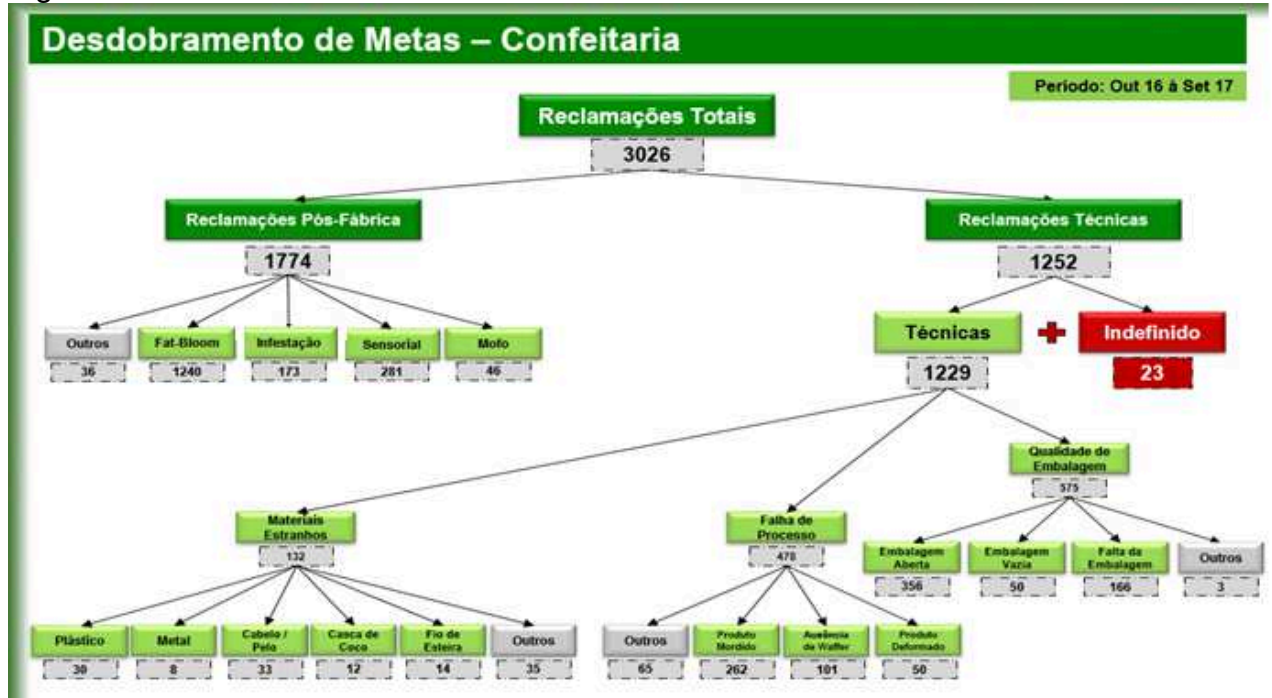 Desdobramento de Metas – Confeitaria
Período: Out 16 à Set 17
Reclamações Totais
3026
Reclamações Pós-Fábrica
1774
Reclamações Técnicas
1252
Outros
36
Fat-Bloom
1240
Infestação
173
Sensorial
281
Mofo
46
Técnicas
1229
+
Indefinido
23
Materiais
Estranhos
132
Falha de
Processo
478
Qualidade de
Embalagem
575
Plástico
30
Metal
8
Cabelo /
Pelo
33
Casca de
Coco
12
Fio de
Esteira
14
Outros
35
Outros
65
Produto
Mordido
262
Ausência
de Waffer
101
Produto
Deformado
50
Embalagem
Aberta
356
Embalagem
Vazia
50
Falta da
Embalagem
166
Outros
3